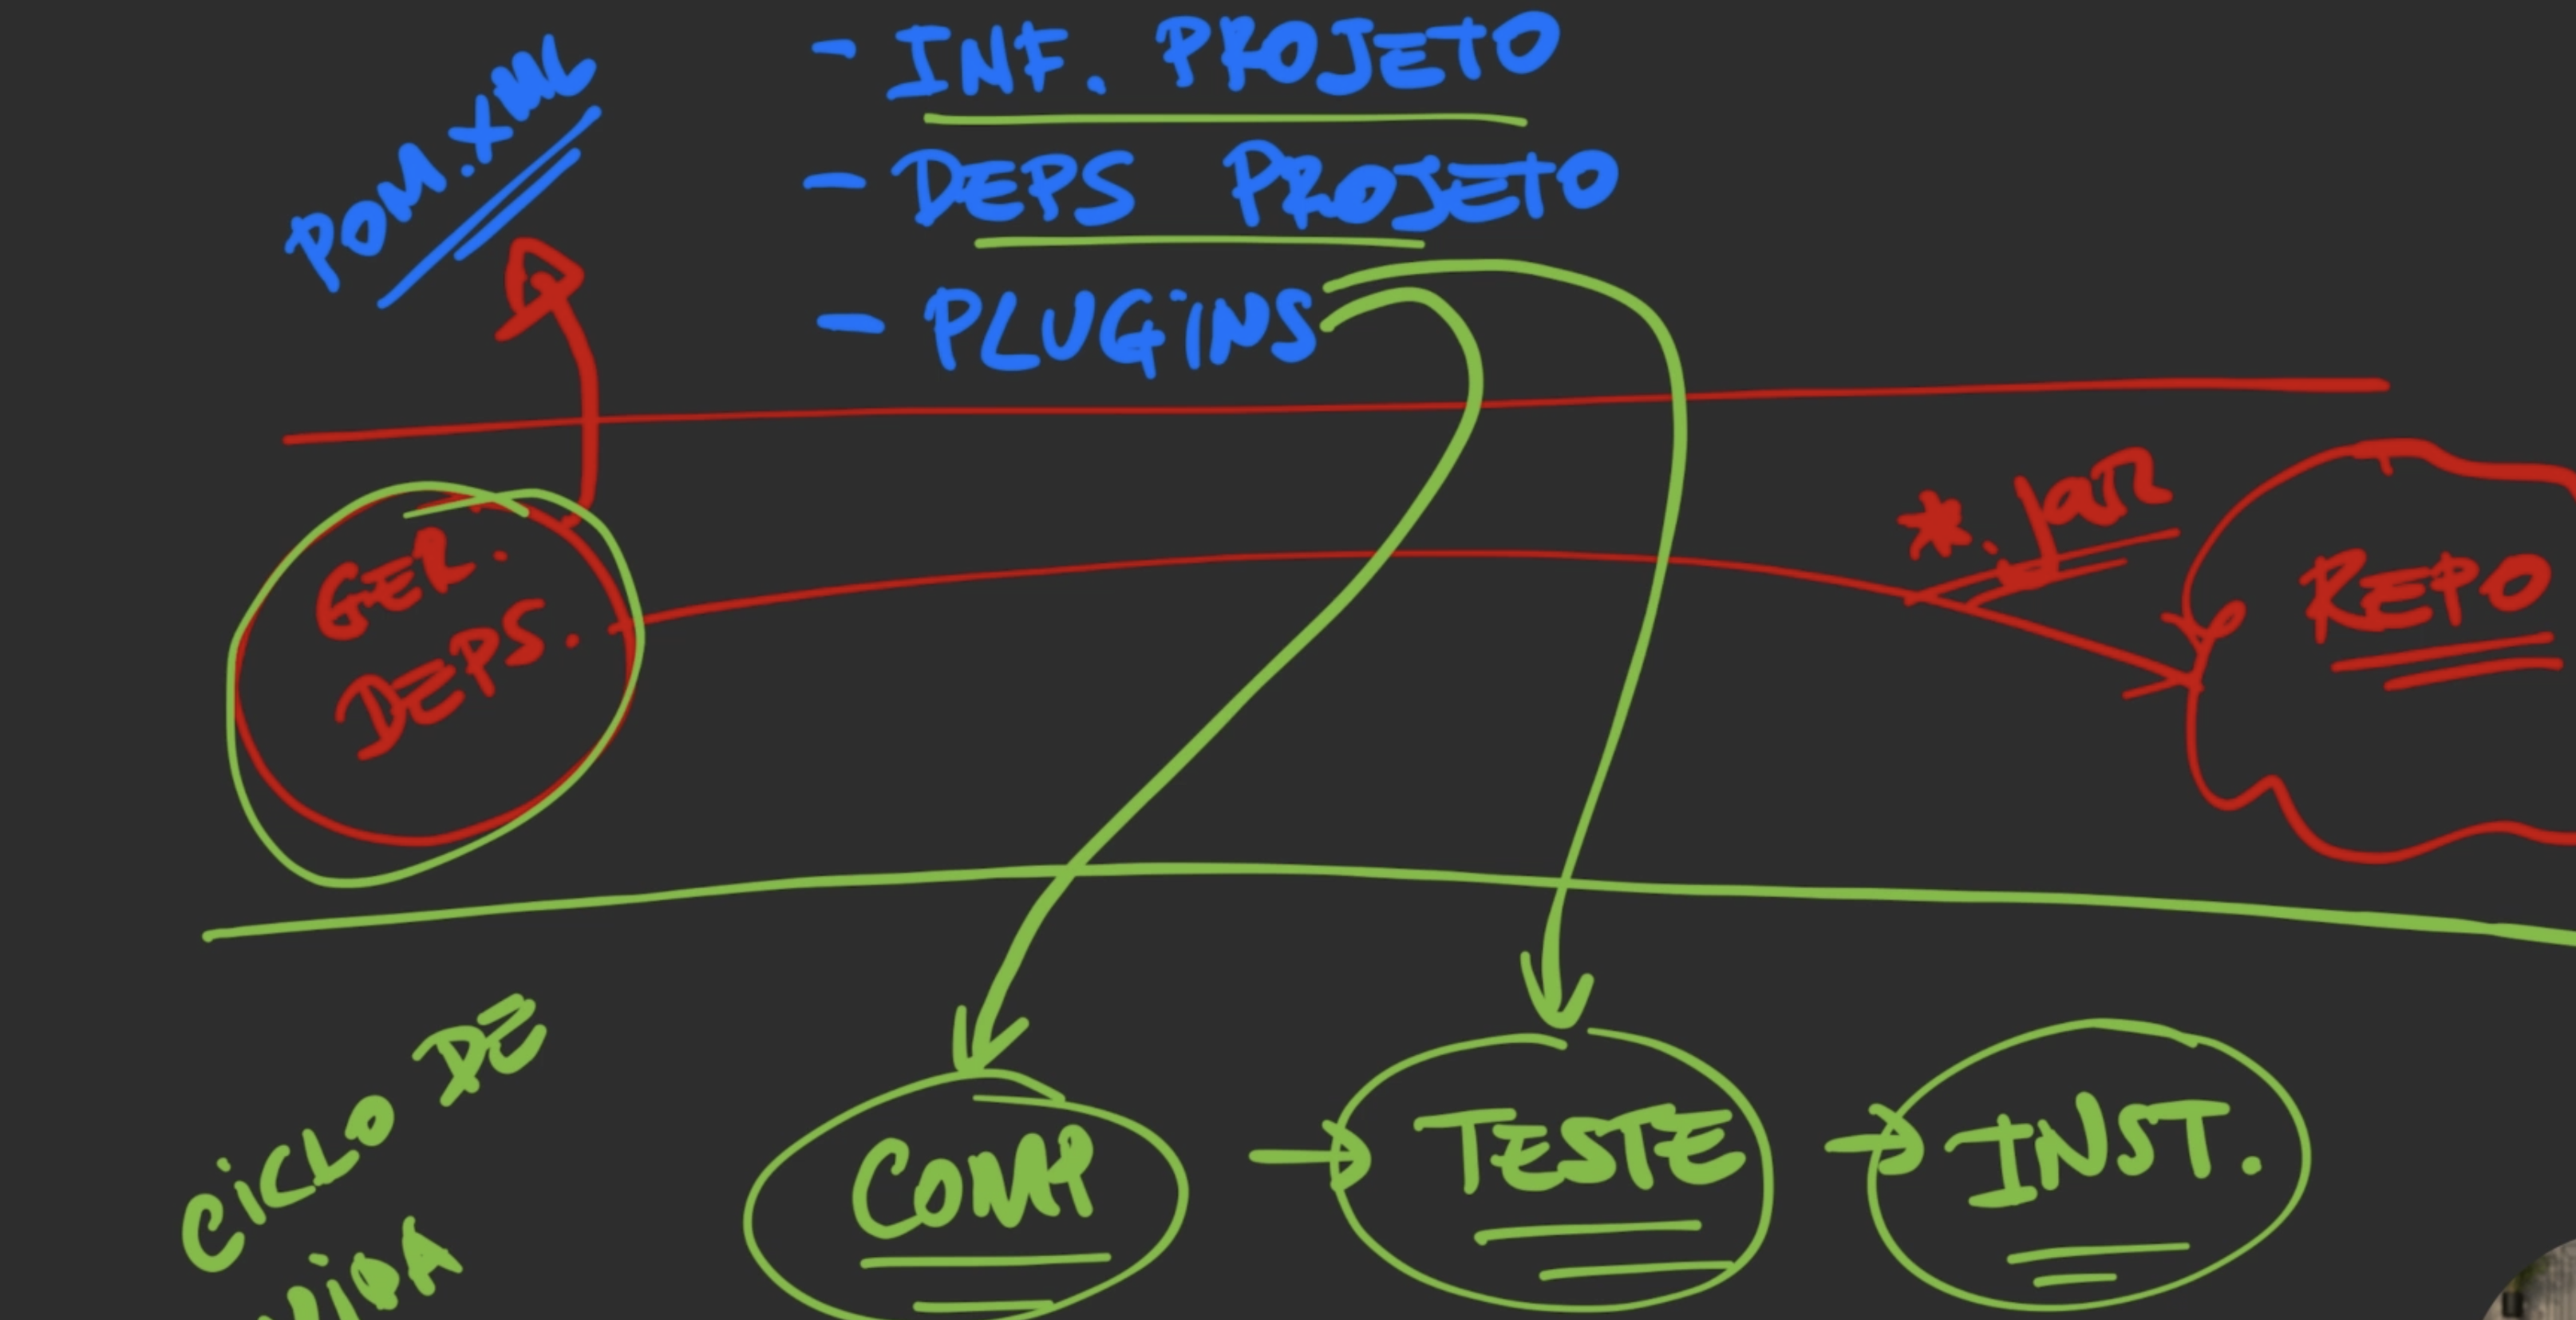 POM.XML
- INF. PROJETO
- DEPS PROJETO
- PLUGiNS
GER.
DEPS.
*.jar
REPO
CiCLO DE
ViDA
COMP
TESTE
INST.